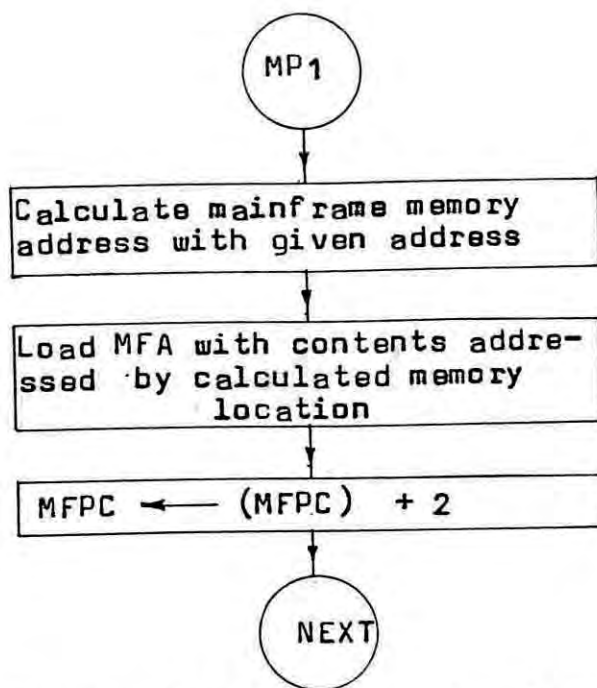 MP1
Calculate mainframe memory
address with given address
Load MFA with contents addre-
ssed by calculated memory
location
MFPC ← (MFPC) + 2
NEXT